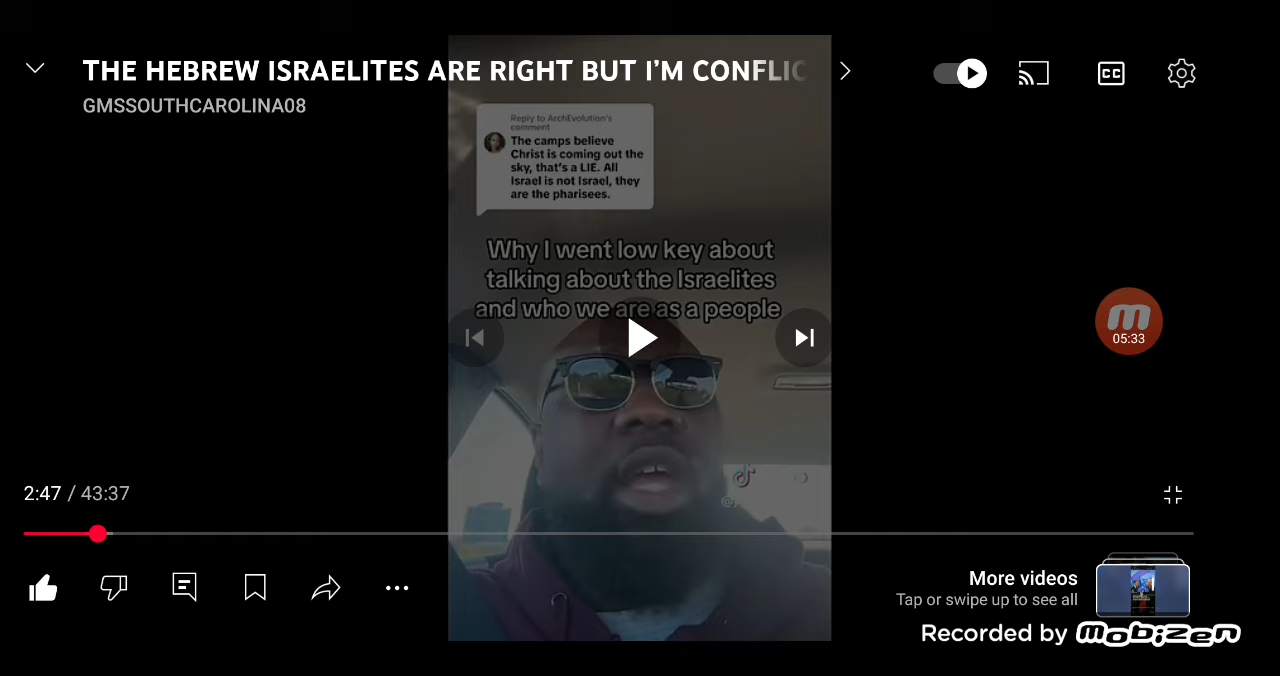 THE HEBREW ISRAELITES ARE RIGHT BUT I'M CONFLIC
GMSSOUTHCAROLINA08
CC
Reply to ArchEvolution's
comment
The camps believe
Christ is coming out the
sky, that's a LIE. All
Israel is not Israel, they
are the pharisees.
Why I went low key about
talking about the Israelites
and who we are as a people
05:33
2:47 / 43:37
More videos
Tap or swipe up to see all
Recorded by mobizen